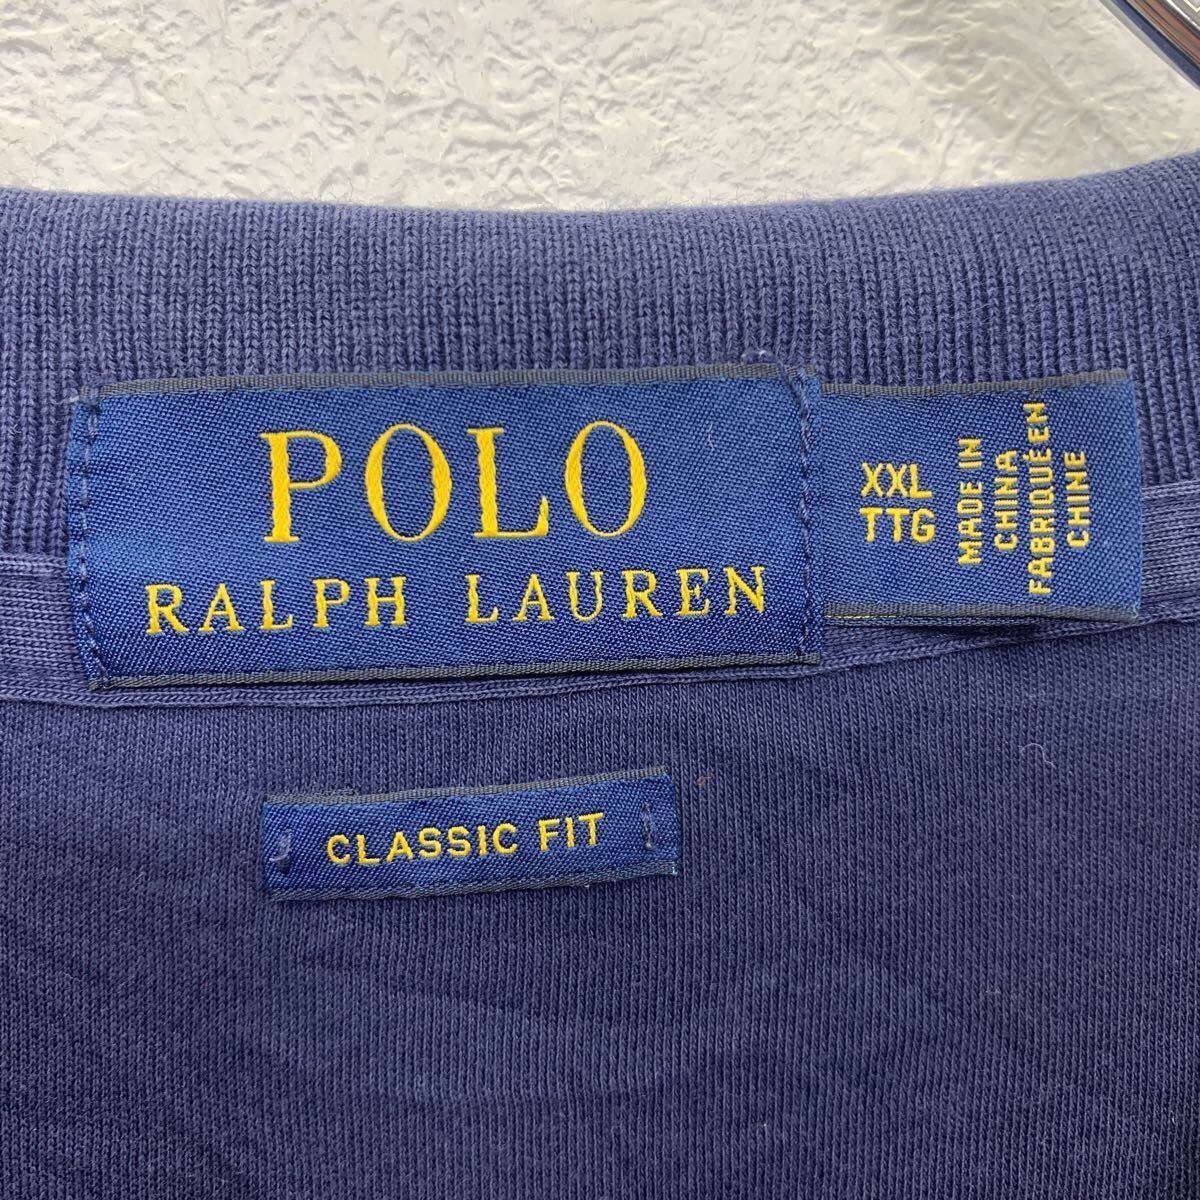 POLO
RALPH LAUREN
XXL
TTG
MADE IN
CHINA
FABRIQUÉ EN
CHINE
CLASSIC FIT